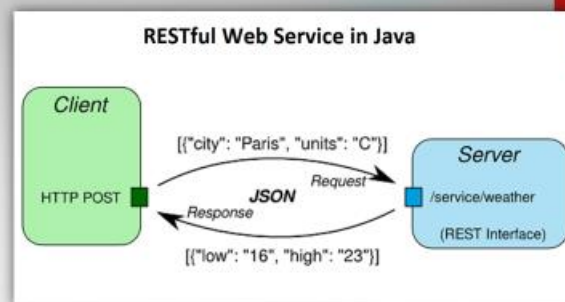 RESTful Web Service in Java
Client
[{"city": "Paris", "units": "C"}]
Server
Request
HTTP POST
JSON
/service/weather
Response
(REST Interface)
[{"low": "16", "high": "23"}]